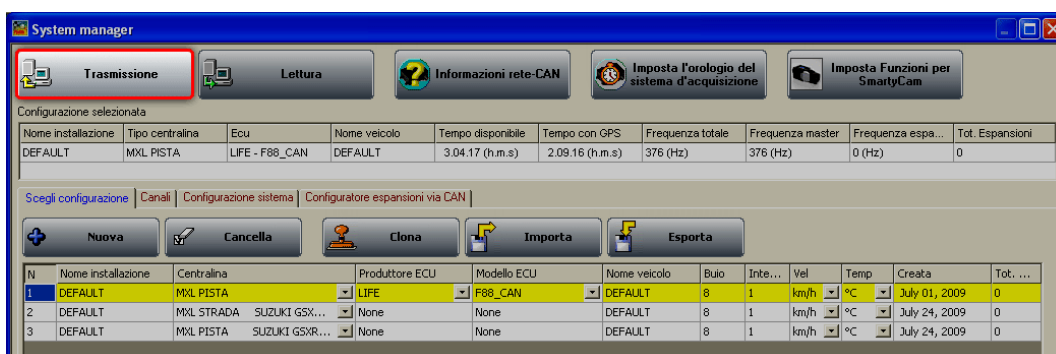 System manager
Trasmissione Lettura Informazioni rete-CAN Imposta l'orologio del sistema d'acquisizione Imposta Funzioni per SmartyCam
Configurazione selezionata
Nome installazione Tipo centralina Ecu Nome veicolo Tempo disponibile Tempo con GPS Frequenza totale Frequenza master Frequenza espa... Tot. Espansioni
DEFAULT MXL PISTA LIFE - F88_CAN DEFAULT 3.04.17 (h.m.s) 2.09.16 (h.m.s) 376 (Hz) 376 (Hz) 0 (Hz) 0
Scegli configurazione Canali Configurazione sistema Configuratore espansioni via CAN
Nuova Cancella Clona Importa Esporta
N Nome installazione Centralina Produttore ECU Modello ECU Nome veicolo Buio Inte... Vel Temp Creata Tot. ...
1 DEFAULT MXL PISTA LIFE F88_CAN DEFAULT 8 1 km/h °C July 01, 2009 0
2 DEFAULT MXL STRADA SUZUKI GSX... None None DEFAULT 8 1 km/h °C July 24, 2009 0
3 DEFAULT MXL PISTA SUZUKI GSXR... None None DEFAULT 8 1 km/h °C July 24, 2009 0